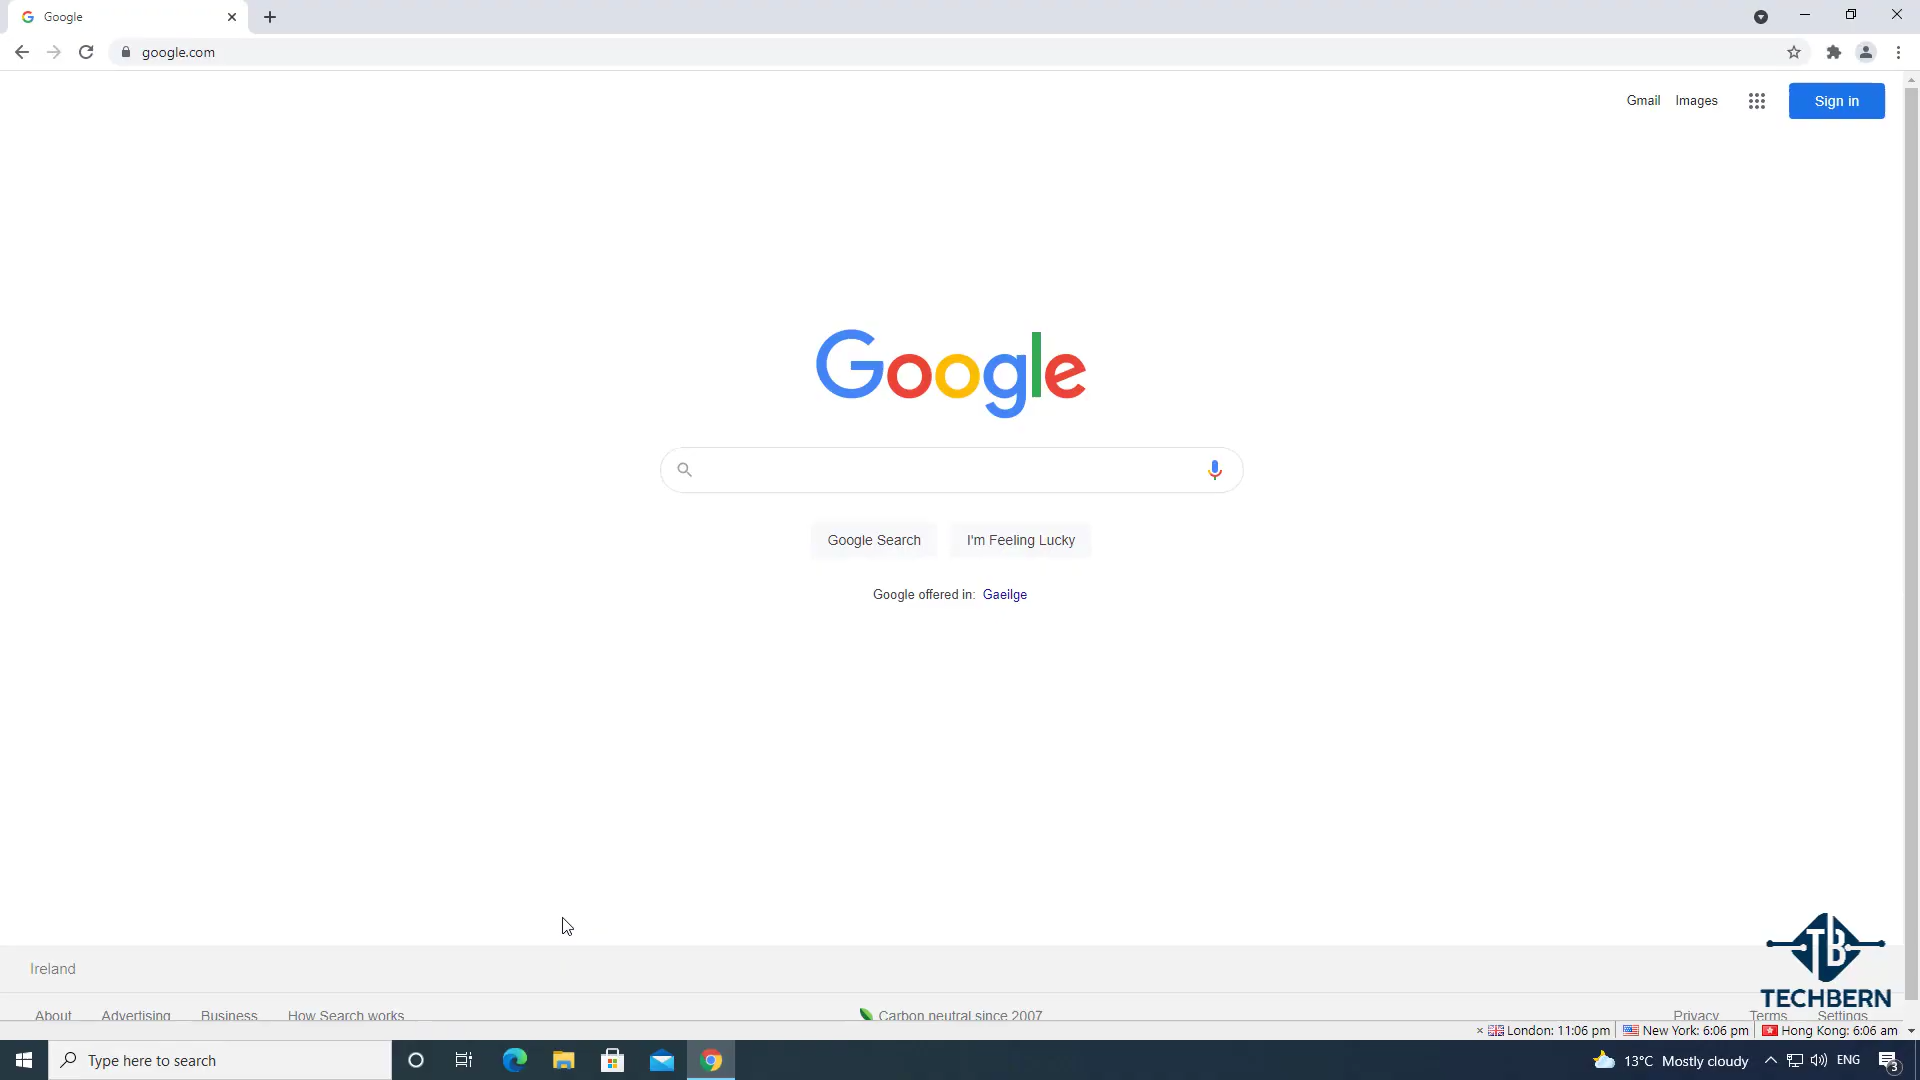 Google
google.com
Gmail Images Sign in
Google
Google Search I'm Feeling Lucky
Google offered in: Gaeilge
Ireland
TB
TECHBERN
About Advertising Business How Search works Carbon neutral since 2007 Privacy Terms Settings
London: 11:06 pm New York: 6:06 pm Hong Kong: 6:06 am
Type here to search 13°C Mostly cloudy ENG 3